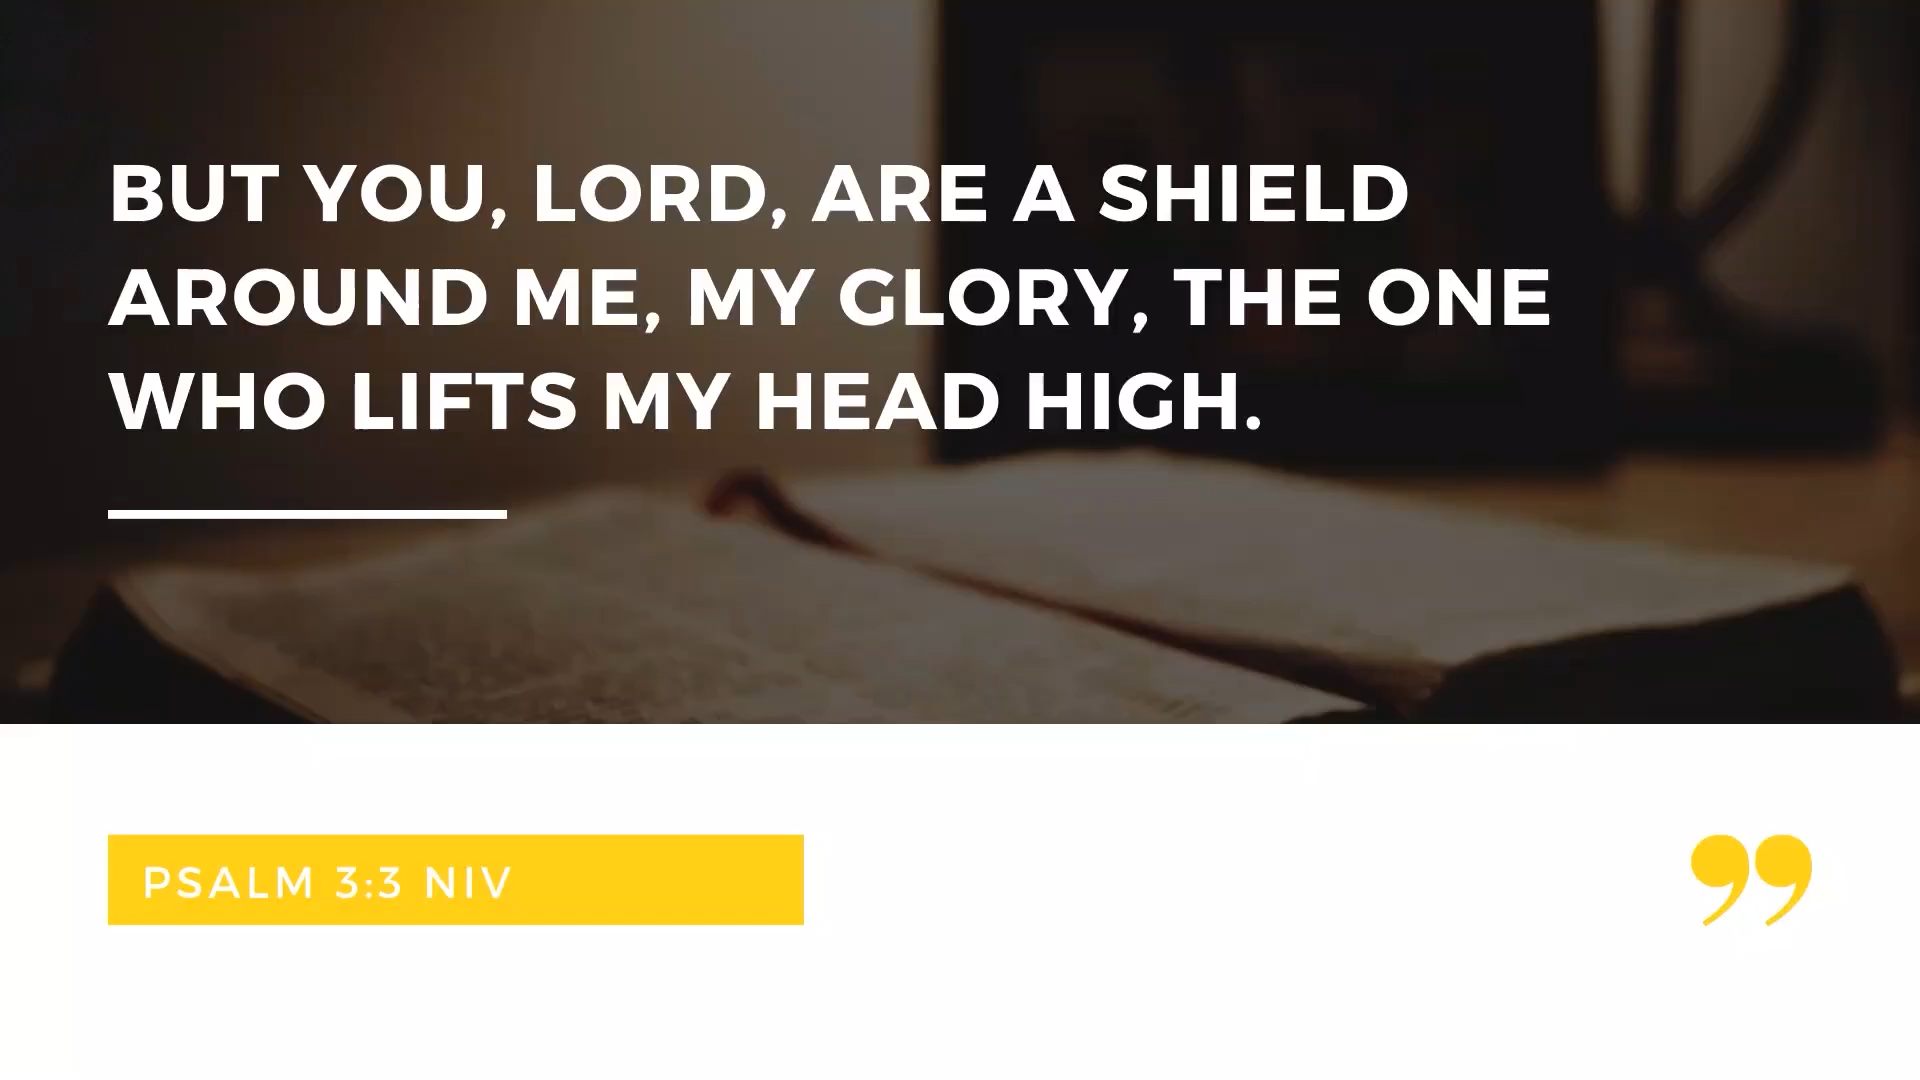 BUT YOU, LORD, ARE A SHIELD
AROUND ME, MY GLORY, THE ONE
WHO LIFTS MY HEAD HIGH.
PSALM 3:3 NIV
”